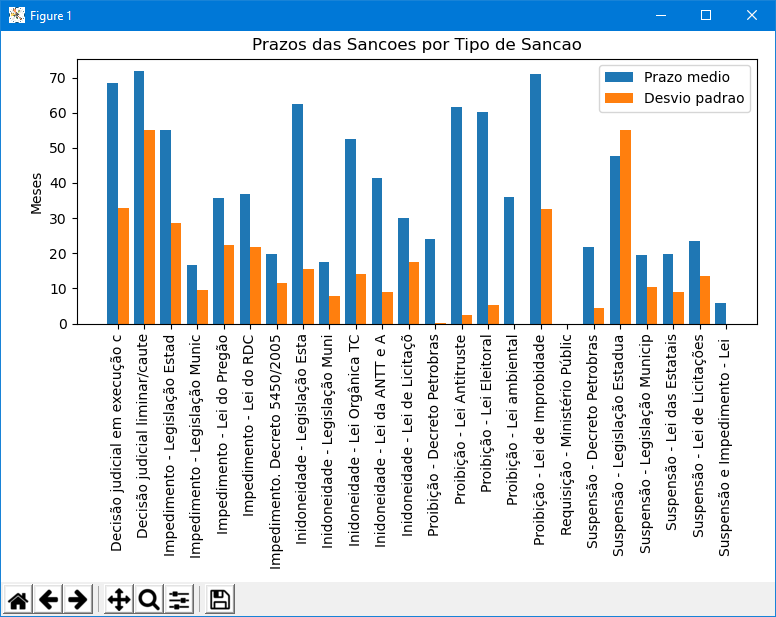 Figure 1
Prazos das Sancoes por Tipo de Sancao
Prazo medio
Desvio padrao
Meses
70
60
50
40
30
20
10
0
Decisão judicial em execução c
Decisão judicial liminar/caute
Impedimento - Legislação Estad
Impedimento - Legislação Munic
Impedimento - Lei do Pregão
Impedimento - Lei do RDC
Impedimento. Decreto 5450/2005
Inidoneidade - Legislação Esta
Inidoneidade - Legislação Muni
Inidoneidade - Lei Orgânica TC
Inidoneidade - Lei da ANTT e A
Inidoneidade - Lei de Licitaçõ
Proibição - Decreto Petrobras
Proibição - Lei Antitruste
Proibição - Lei Eleitoral
Proibição - Lei ambiental
Proibição - Lei de Improbidade
Requisição - Ministério Públic
Suspensão - Decreto Petrobras
Suspensão - Legislação Estadua
Suspensão - Legislação Municip
Suspensão - Lei das Estatais
Suspensão - Lei de Licitações
Suspensão e Impedimento - Lei